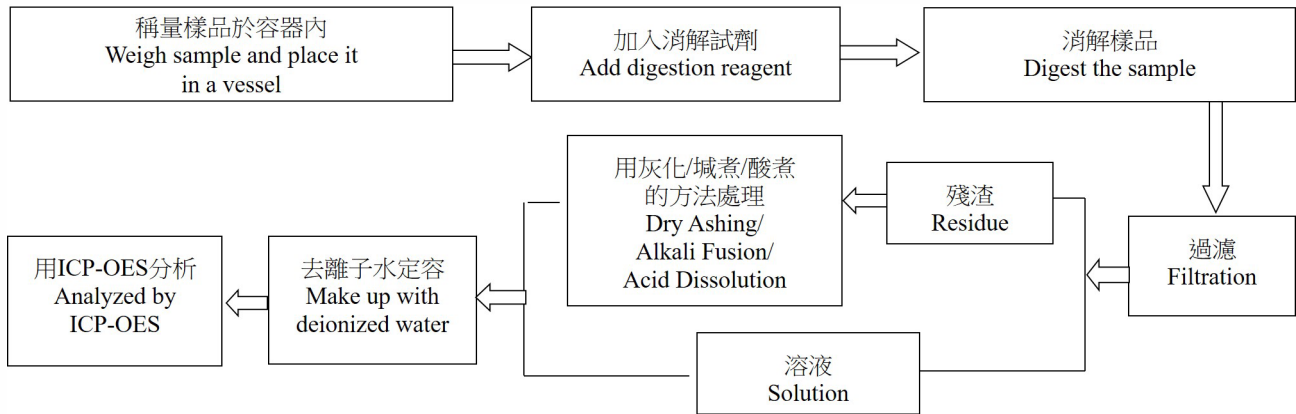 稱量樣品於容器內
Weigh sample and place it
in a vessel
加入消解試劑
Add digestion reagent
消解樣品
Digest the sample
過濾
Filtration
殘渣
Residue
用灰化/堿煮/酸煮
的方法處理
Dry Ashing/
Alkali Fusion/
Acid Dissolution
溶液
Solution
去離子水定容
Make up with
deionized water
用ICP-OES分析
Analyzed by
ICP-OES